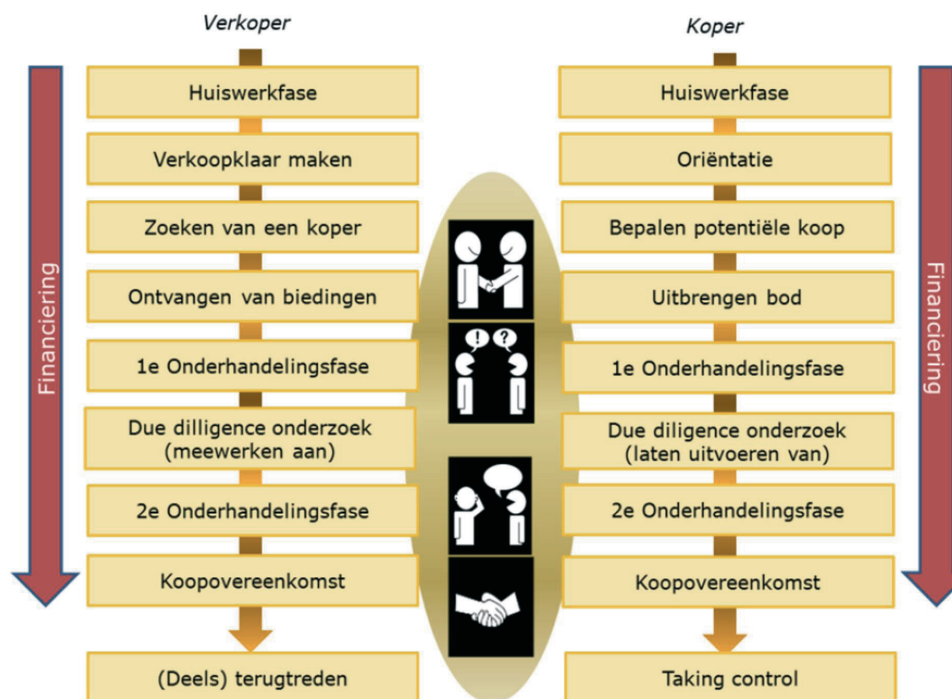 Verkoper
Koper
Financiering
Huiswerkfase
Verkoopklaar maken
Zoeken van een koper
Ontvangen van biedingen
1e Onderhandelingsfase
Due dilligence onderzoek
(meewerken aan)
2e Onderhandelingsfase
Koopovereenkomst
(Deels) terugtreden
!
?
Huiswerkfase
Oriëntatie
Bepalen potentiële koop
Uitbrengen bod
1e Onderhandelingsfase
Due diligence onderzoek
(laten uitvoeren van)
2e Onderhandelingsfase
Koopovereenkomst
Taking control
Financiering